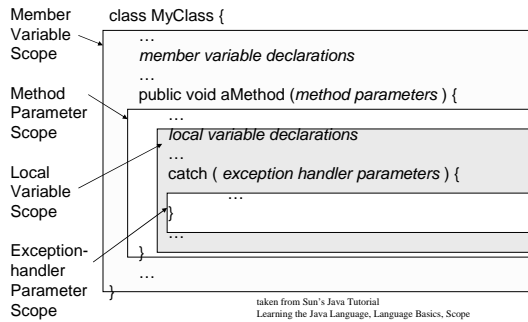 Member
Variable
Scope
Method
Parameter
Scope
Local
Variable
Scope
Exception-
handler
Parameter
Scope
class MyClass {
…
member variable declarations
…
public void aMethod (method parameters ) {
…
local variable declarations
…
catch ( exception handler parameters ) {
…
}
…
}
…
}
taken from Sun's Java Tutorial
Learning the Java Language, Language Basics, Scope